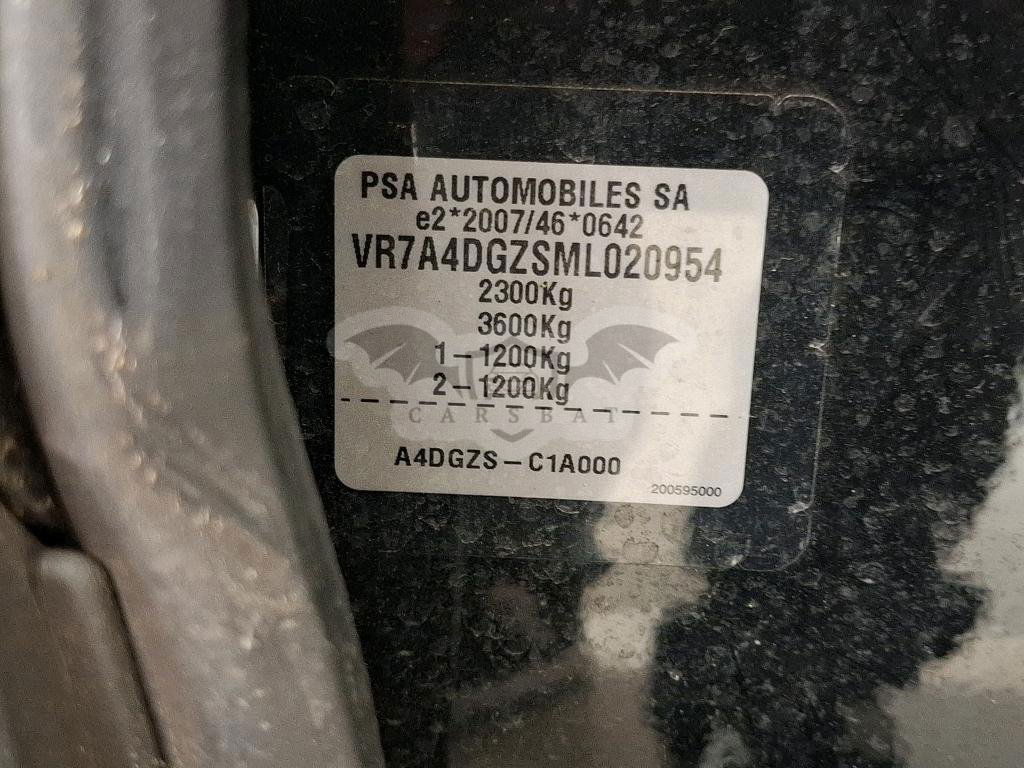 PSA AUTOMOBILES SA
e2*2007/46*0642
VR7A4DGZSML020954
2300Kg
3600Kg
1-1200Kg
2-1200Kg
CARSBAT
A4DGZS-C1A000
200595000